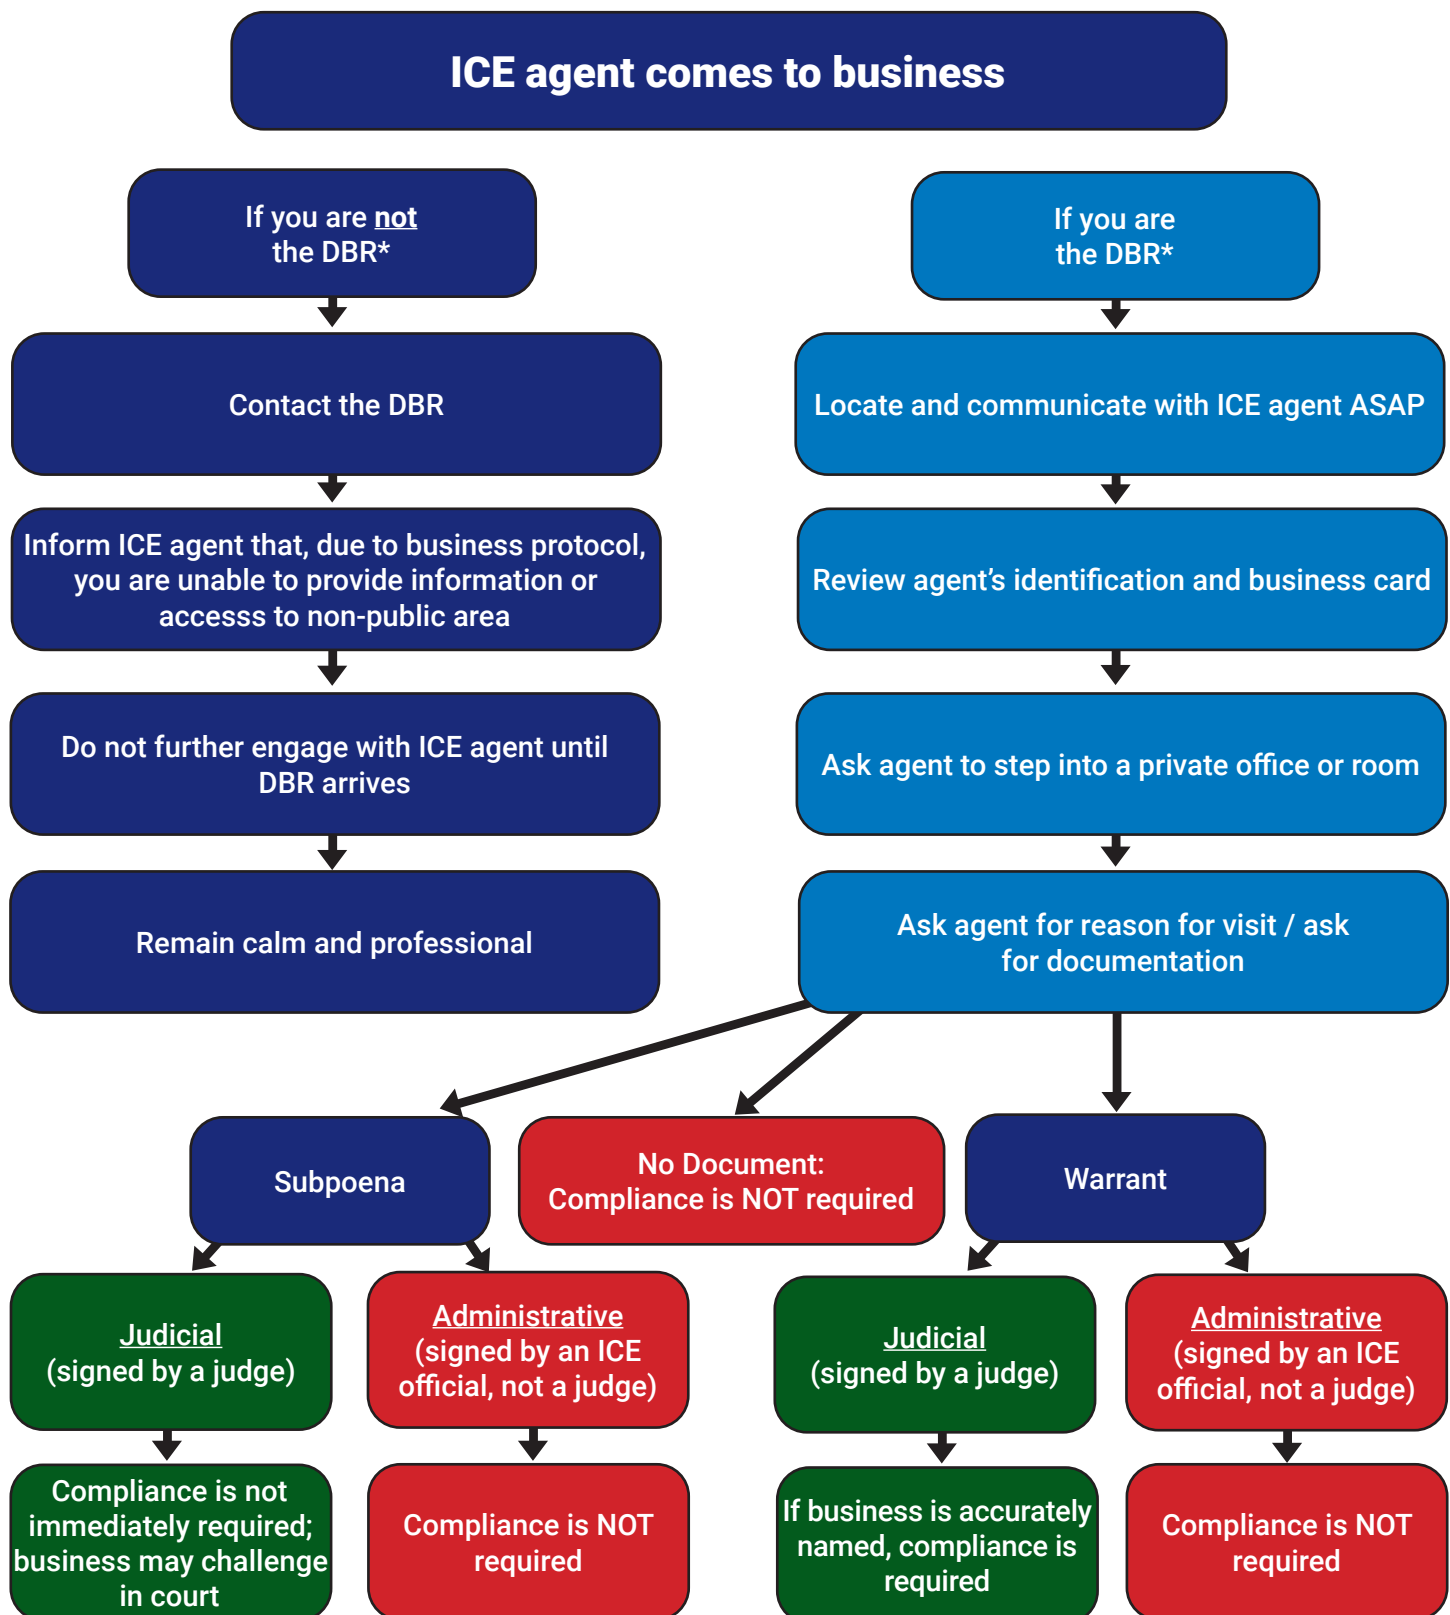 ICE agent comes to business
If you are not
the DBR*
Contact the DBR
Inform ICE agent that, due to business protocol,
you are unable to provide information or
accesss to non-public area
Do not further engage with ICE agent until
DBR arrives
Remain calm and professional
If you are
the DBR*
Locate and communicate with ICE agent ASAP
Review agent’s identification and business card
Ask agent to step into a private office or room
Ask agent for reason for visit / ask
for documentation
Subpoena
No Document:
Compliance is NOT required
Warrant
Judicial
(signed by a judge)
Administrative
(signed by an ICE
official, not a judge)
Judicial
(signed by a judge)
Administrative
(signed by an ICE
official, not a judge)
Compliance is not
immediately required;
business may challenge
in court
Compliance is NOT
required
If business is accurately
named, compliance is
required
Compliance is NOT
required